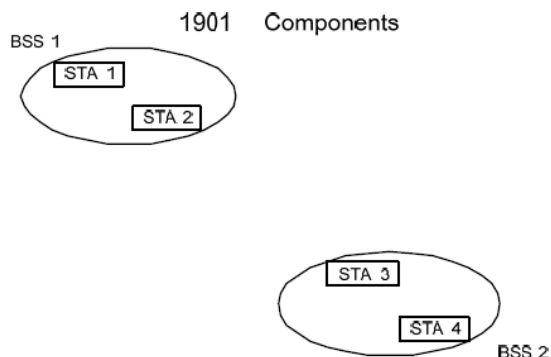 1901 Components
BSS 1
STA 1
STA 2
STA 3
STA 4
BSS 2